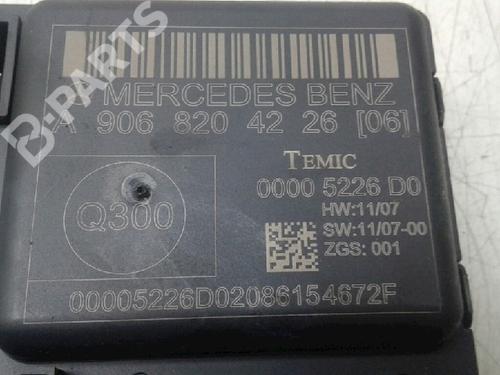 B-PARTS
MERCEDES BENZ
A 906 820 42 26 [06]
TEMIC
0000 5226 D0
Q300
HW:11/07
SW:11/07-00
ZGS: 001
00005226D02086154672F